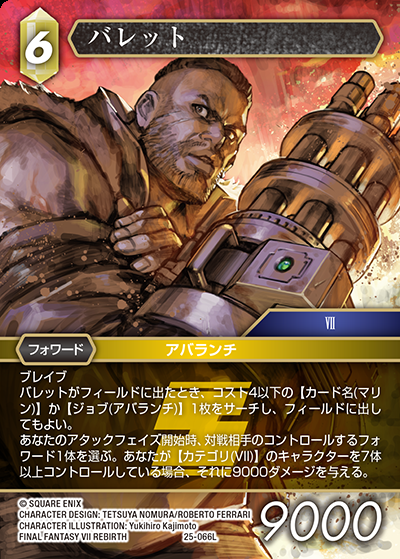 6
バレット
VII
フォワード
アバランチ
ブレイブ
バレットがフィールドに出たとき、コスト4以下の【カード名(マリ
ン)】か【ジョブ(アバランチ)】1枚をサーチし、フィールドに出し
てもよい。
あなたのアタックフェイズ開始時、対戦相手のコントロールするフォ
ワード1体を選ぶ。あなたが【カテゴリ(VII)】のキャラクターを7体
以上コントロールしている場合、それに9000ダメージを与える。
© SQUARE ENIX
CHARACTER DESIGN: TETSUYA NOMURA/ROBERTO FERRARI
CHARACTER ILLUSTRATION: Yukihiro Kajimoto
FINAL FANTASY VII REBIRTH 25-066L
9000